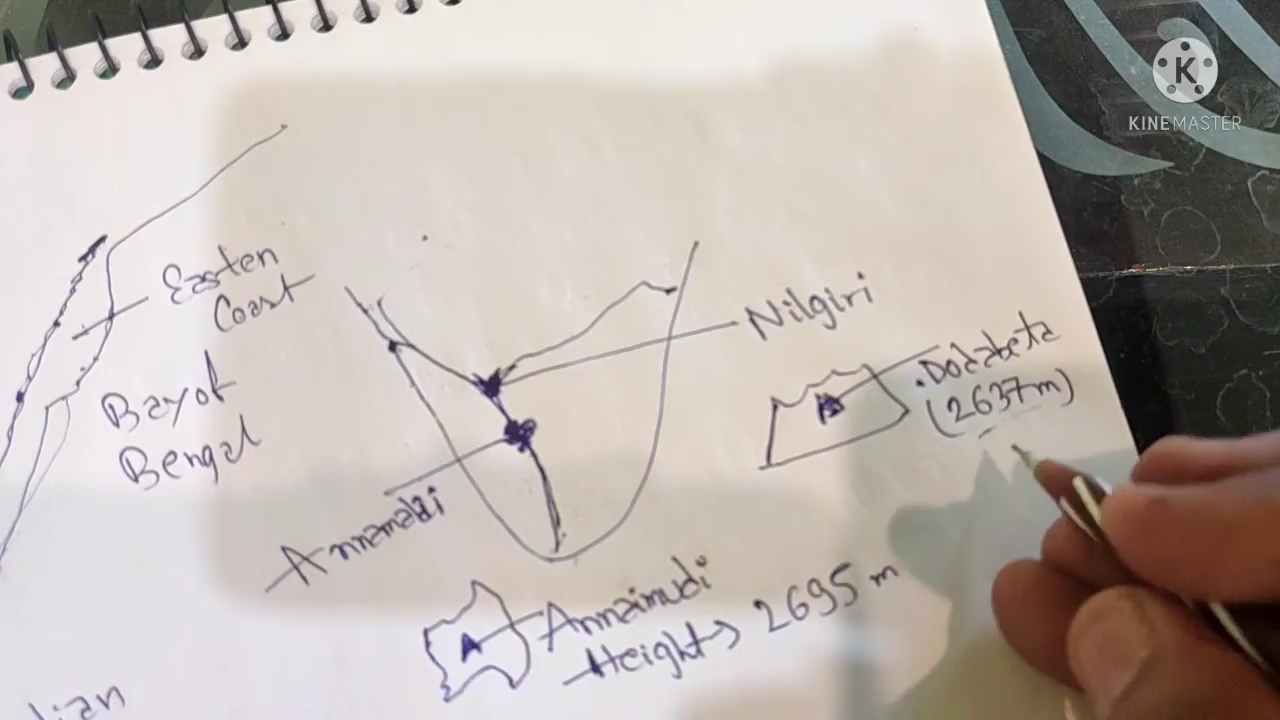 KINEMASTER
Easten
Coast
Bay of
Bengal
Nilgiri
.Dodabeta
(2637m)
Annamalai
Annaimudi
Height → 2695 m